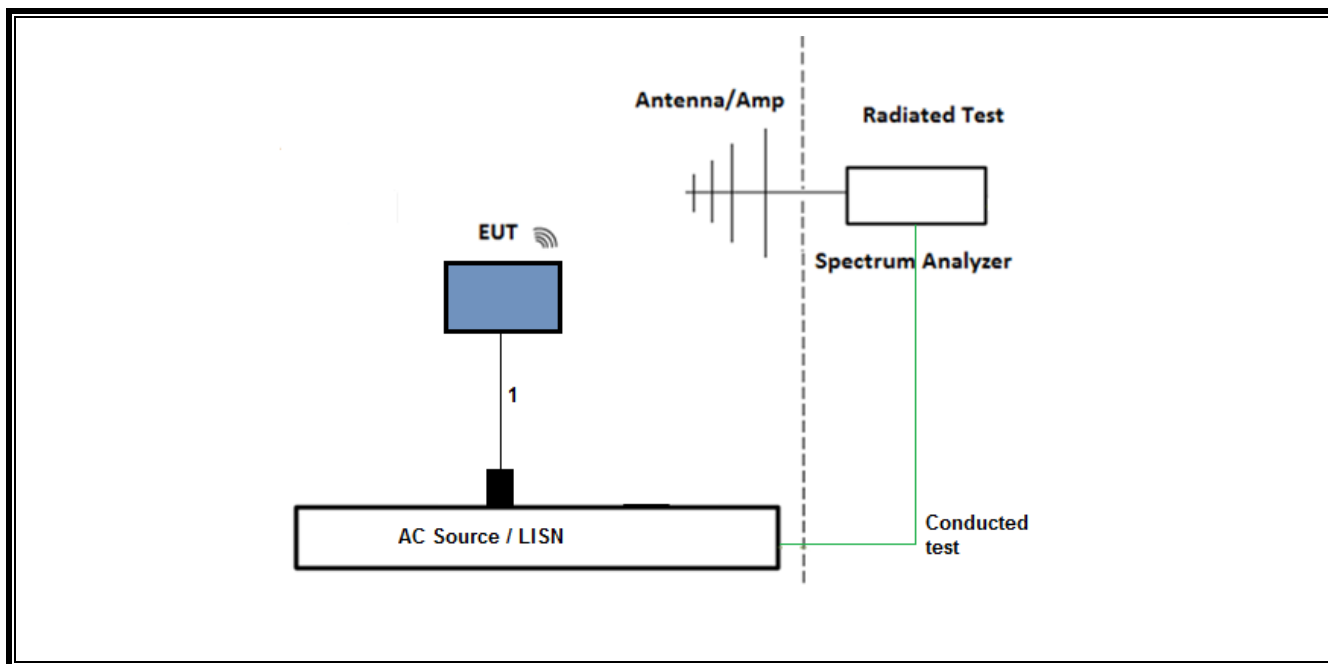 Antenna/Amp
Radiated Test
EUT
Spectrum Analyzer
1
AC Source / LISN
Conducted
test